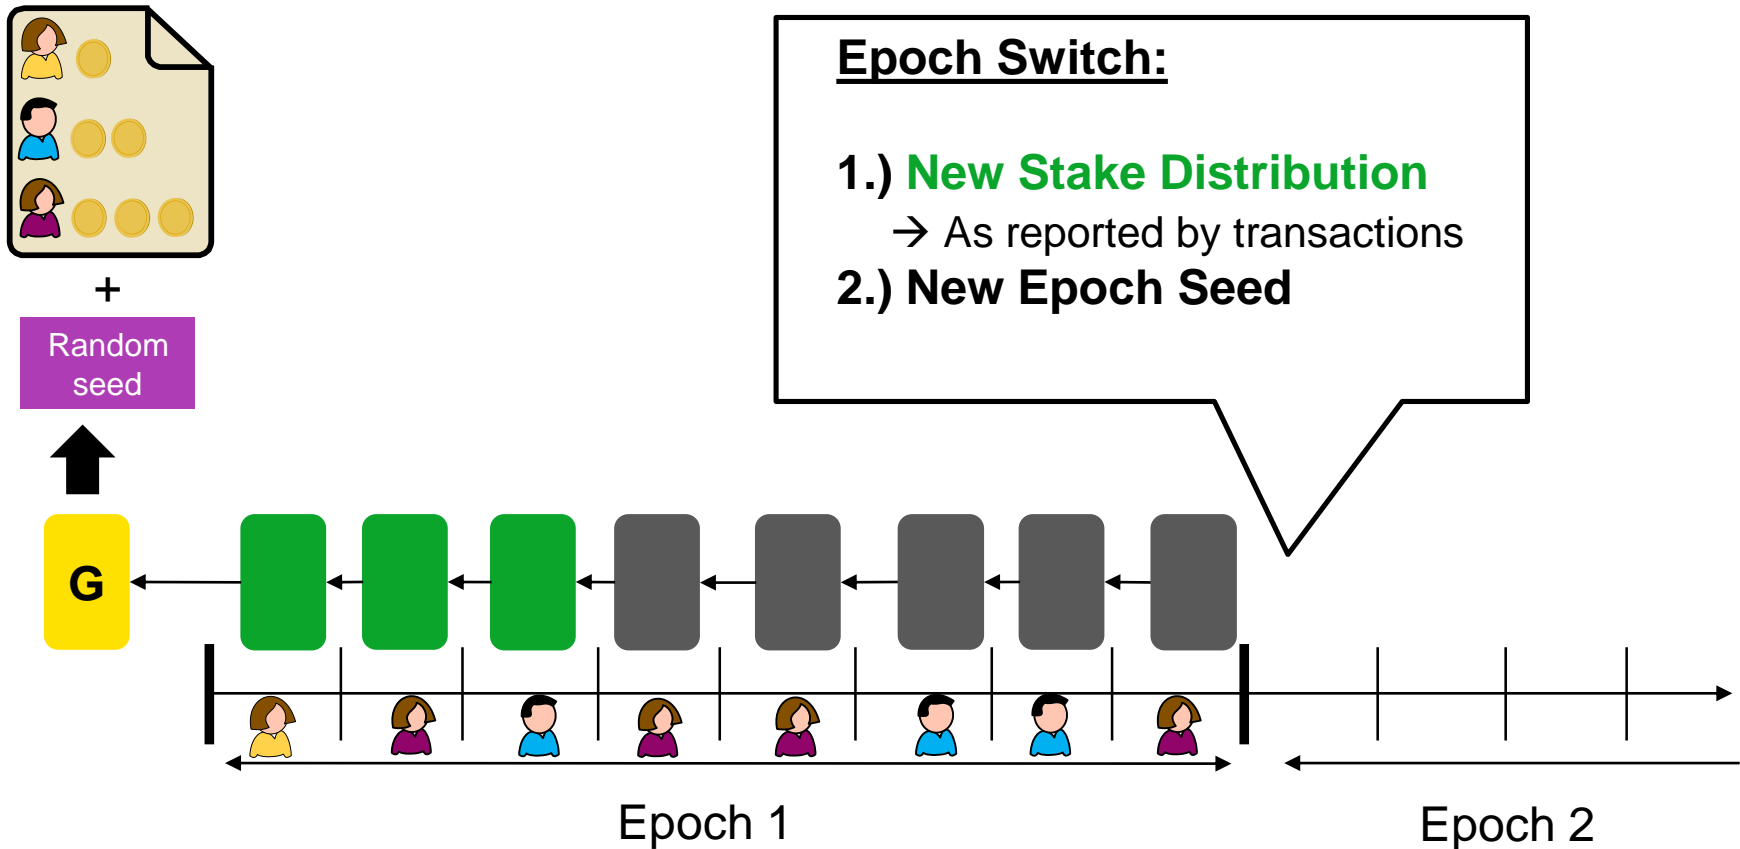 Epoch Switch:
1.) New Stake Distribution
→ As reported by transactions
2.) New Epoch Seed
+
Random
seed
G
Epoch 1
Epoch 2